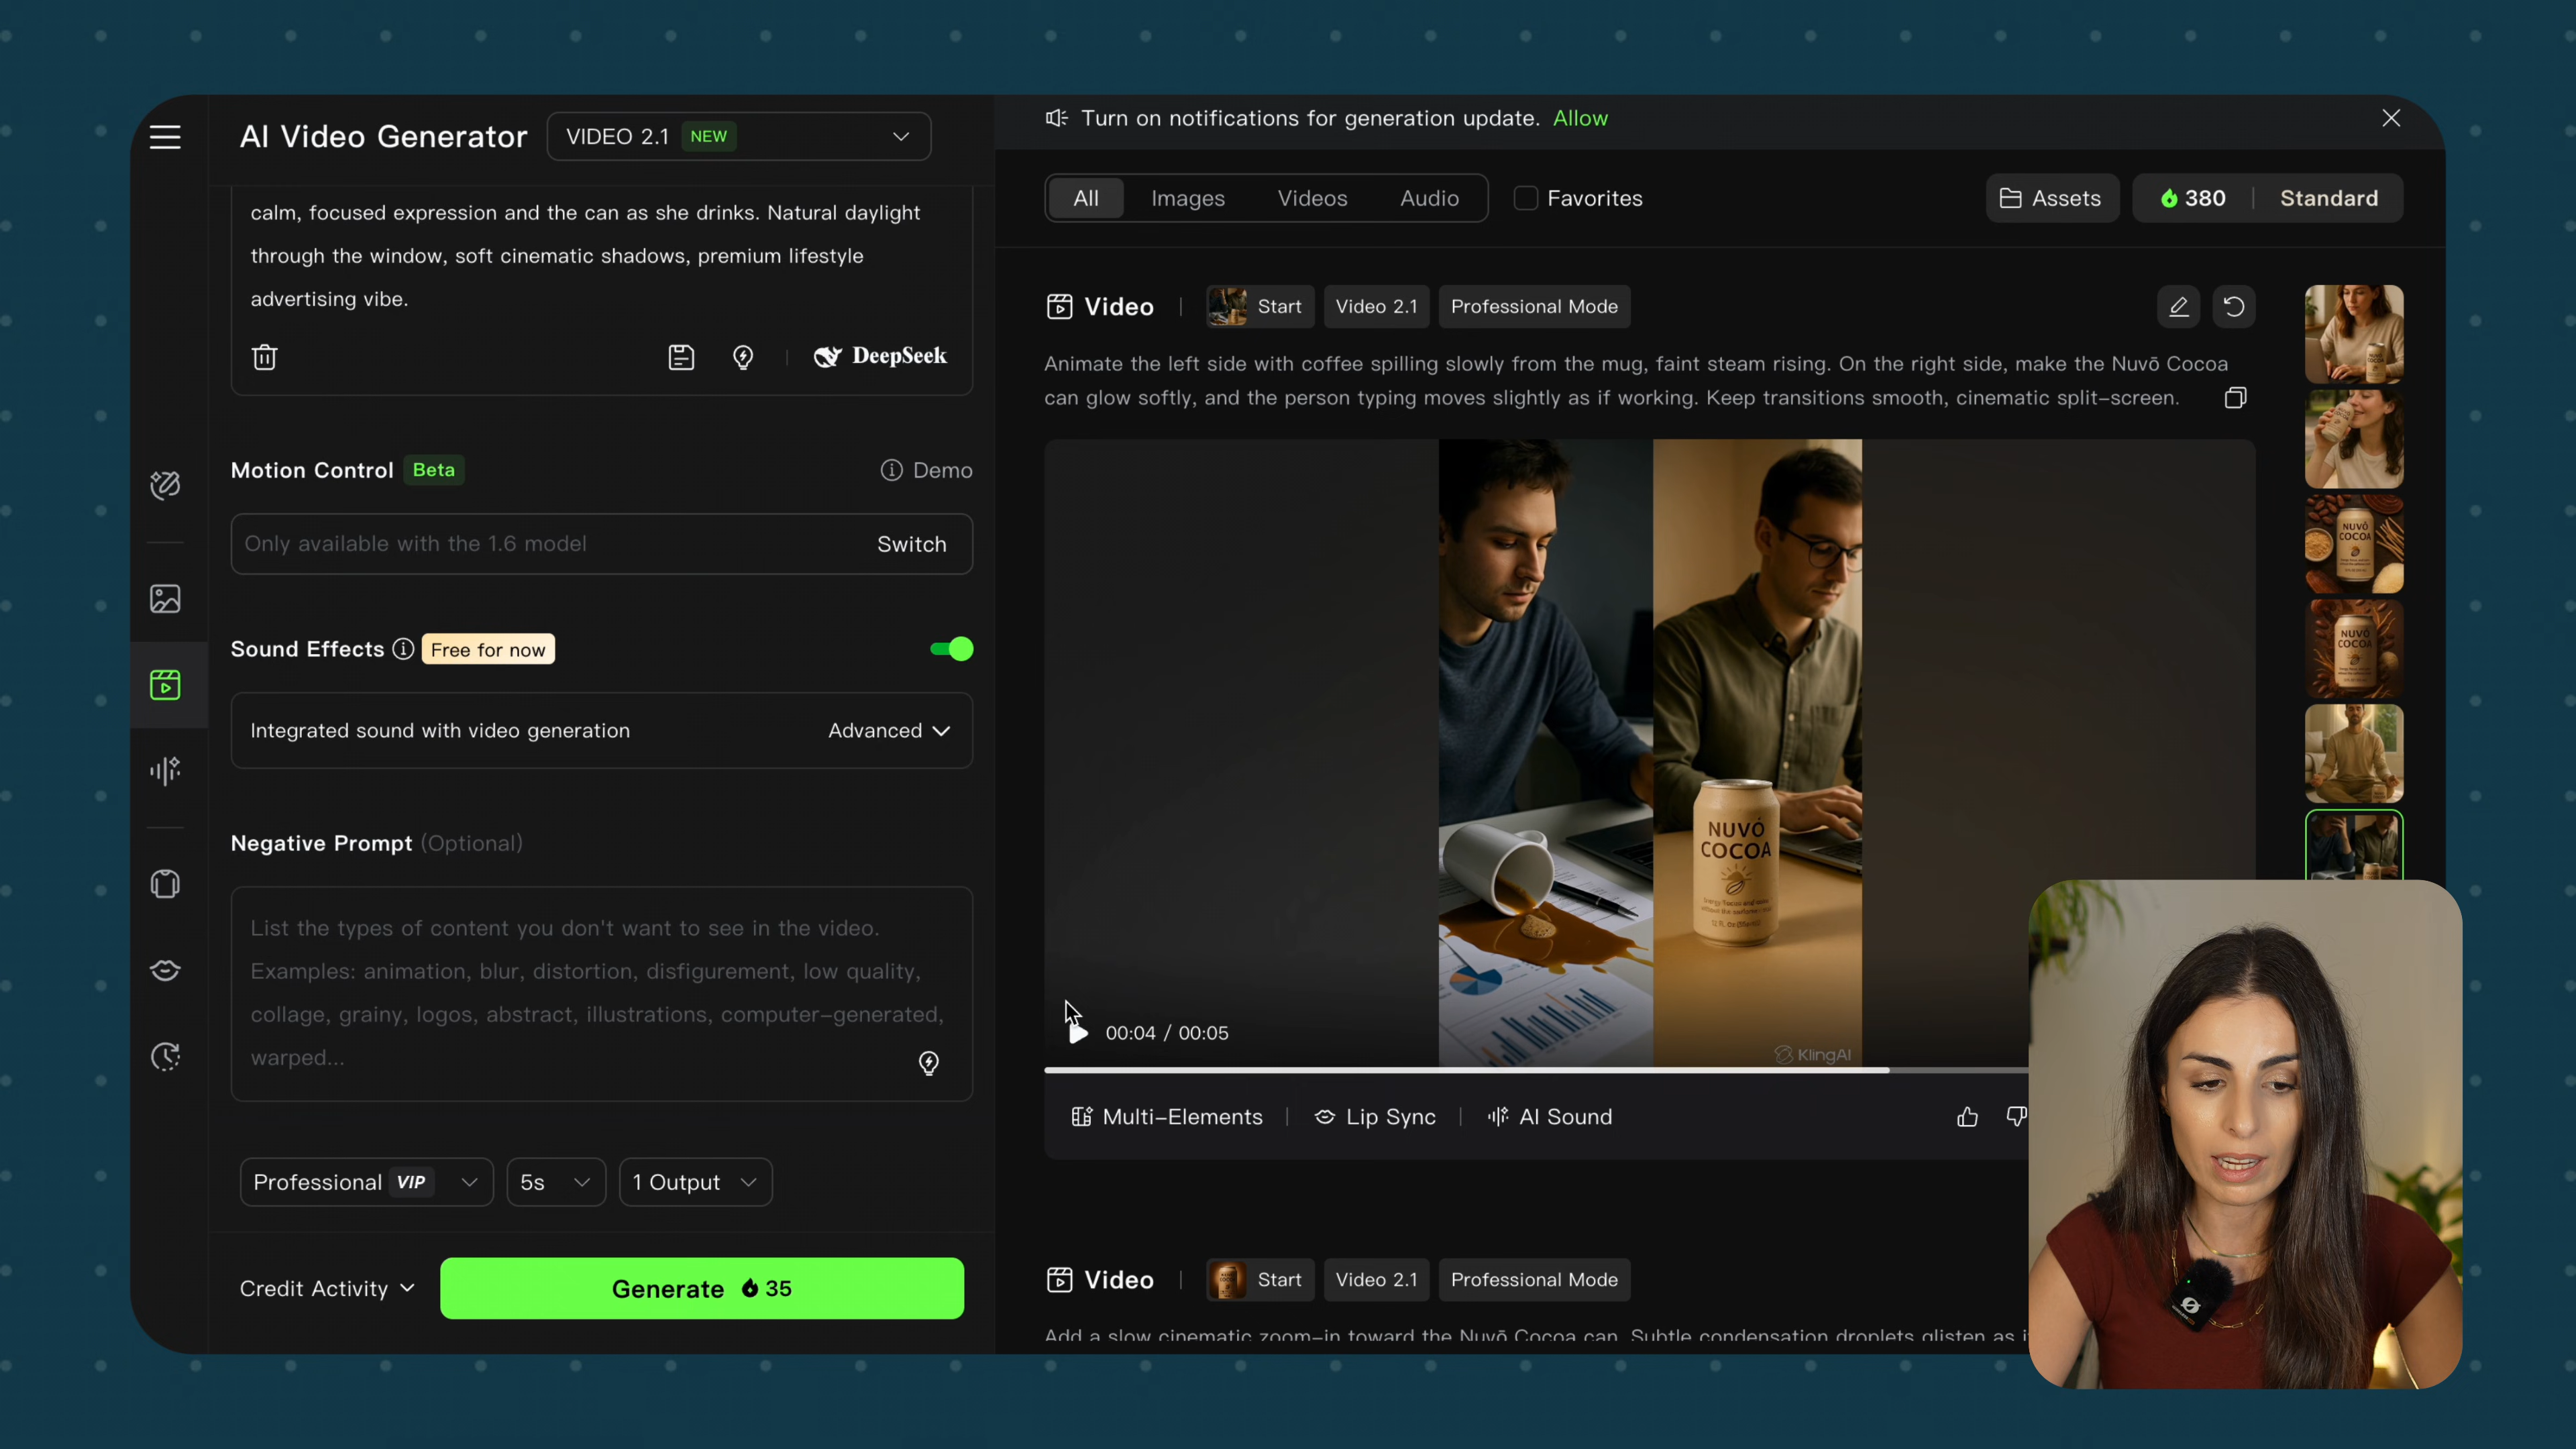 AI Video Generator
VIDEO 2.1 NEW
calm, focused expression and the can as she drinks. Natural daylight
through the window, soft cinematic shadows, premium lifestyle
advertising vibe.
DeepSeek
Motion Control Beta
Demo
Only available with the 1.6 model
Switch
Sound Effects Free for now
Integrated sound with video generation
Advanced
Negative Prompt (Optional)
List the types of content you don't want to see in the video.
Examples: animation, blur, distortion, disfigurement, low quality,
collage, grainy, logos, abstract, illustrations, computer-generated,
warped...
Professional VIP
5s
1 Output
Credit Activity
Generate 35
Turn on notifications for generation update. Allow
All
Images
Videos
Audio
Favorites
Assets
380
Standard
Video
Start
Video 2.1
Professional Mode
Animate the left side with coffee spilling slowly from the mug, faint steam rising. On the right side, make the Nuvō Cocoa
can glow softly, and the person typing moves slightly as if working. Keep transitions smooth, cinematic split-screen.
NUVŌ
COCOA
KlingAI
00:04 / 00:05
Multi-Elements
Lip Sync
AI Sound
Video
Start
Video 2.1
Professional Mode
Add a slow cinematic zoom-in toward the Nuvō Cocoa can. Subtle condensation droplets glisten as
NUVŌ
COCOA
NUVŌ
COCOA